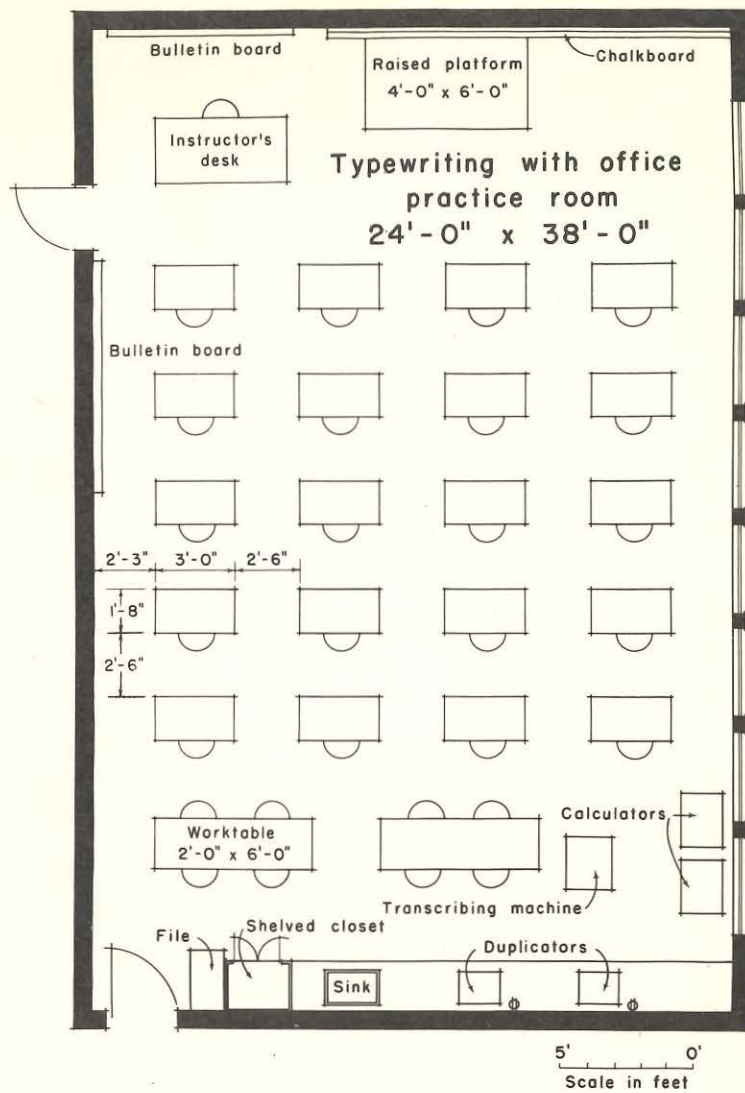 Bulletin board
Chalkboard
Raised platform
4'-0" x 6'-0"
Instructor's
desk
Typewriting with office
practice room
24'-0" x 38'-0"
Bulletin board
2'-3"
3'-0"
2'-6"
1'-8"
2'-6"
Worktable
2'-0" x 6'-0"
Calculators
Transcribing machine
File
Shelved closet
Duplicators
Sink
5'
0'
Scale in feet